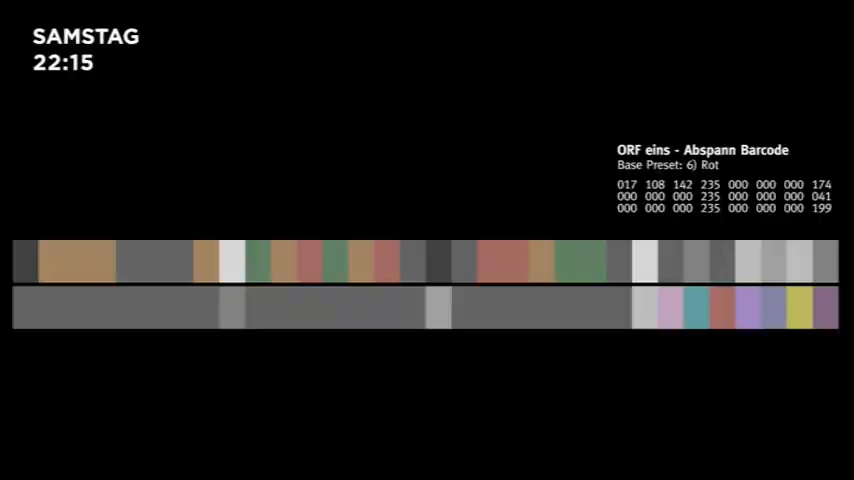 SAMSTAG
22:15
ORF eins - Abspann Barcode
Base Preset: 6) Rot
017 108 142 235 000 000 000 174
000 000 000 235 000 000 000 041
000 000 000 235 000 000 000 199